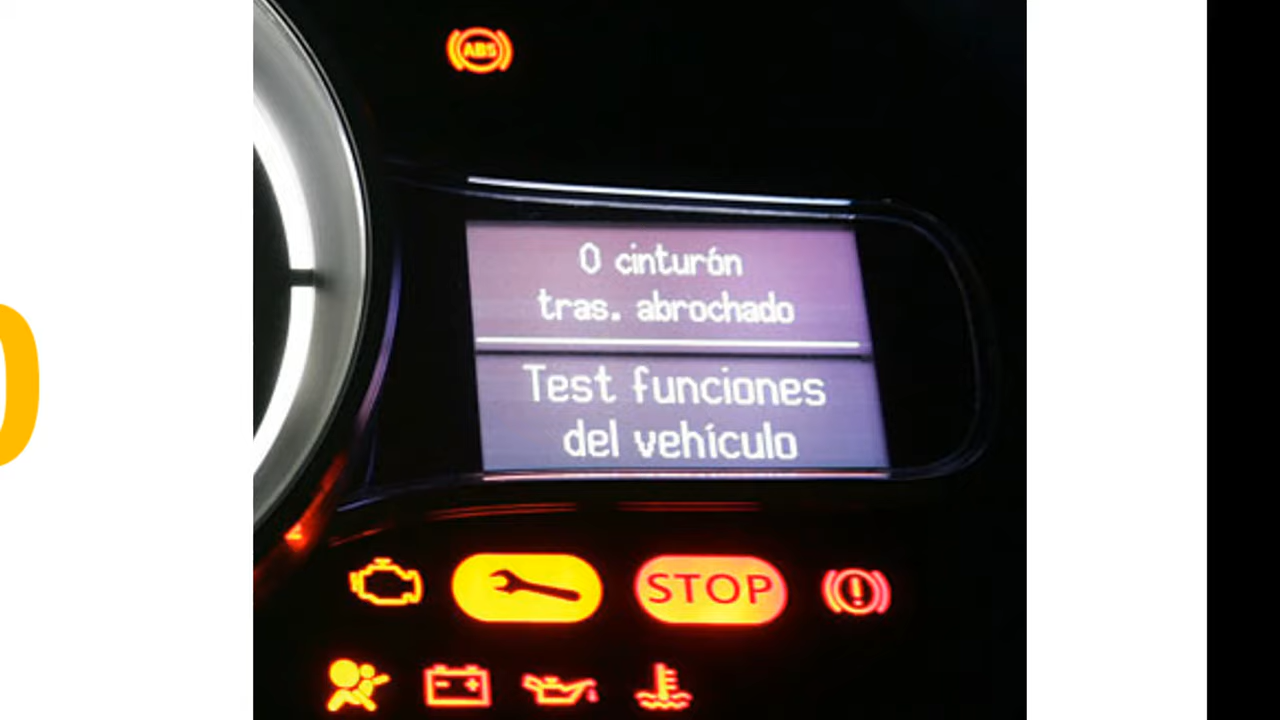 ABS
0 cinturón
tras. abrochado
Test funciones
del vehículo
STOP